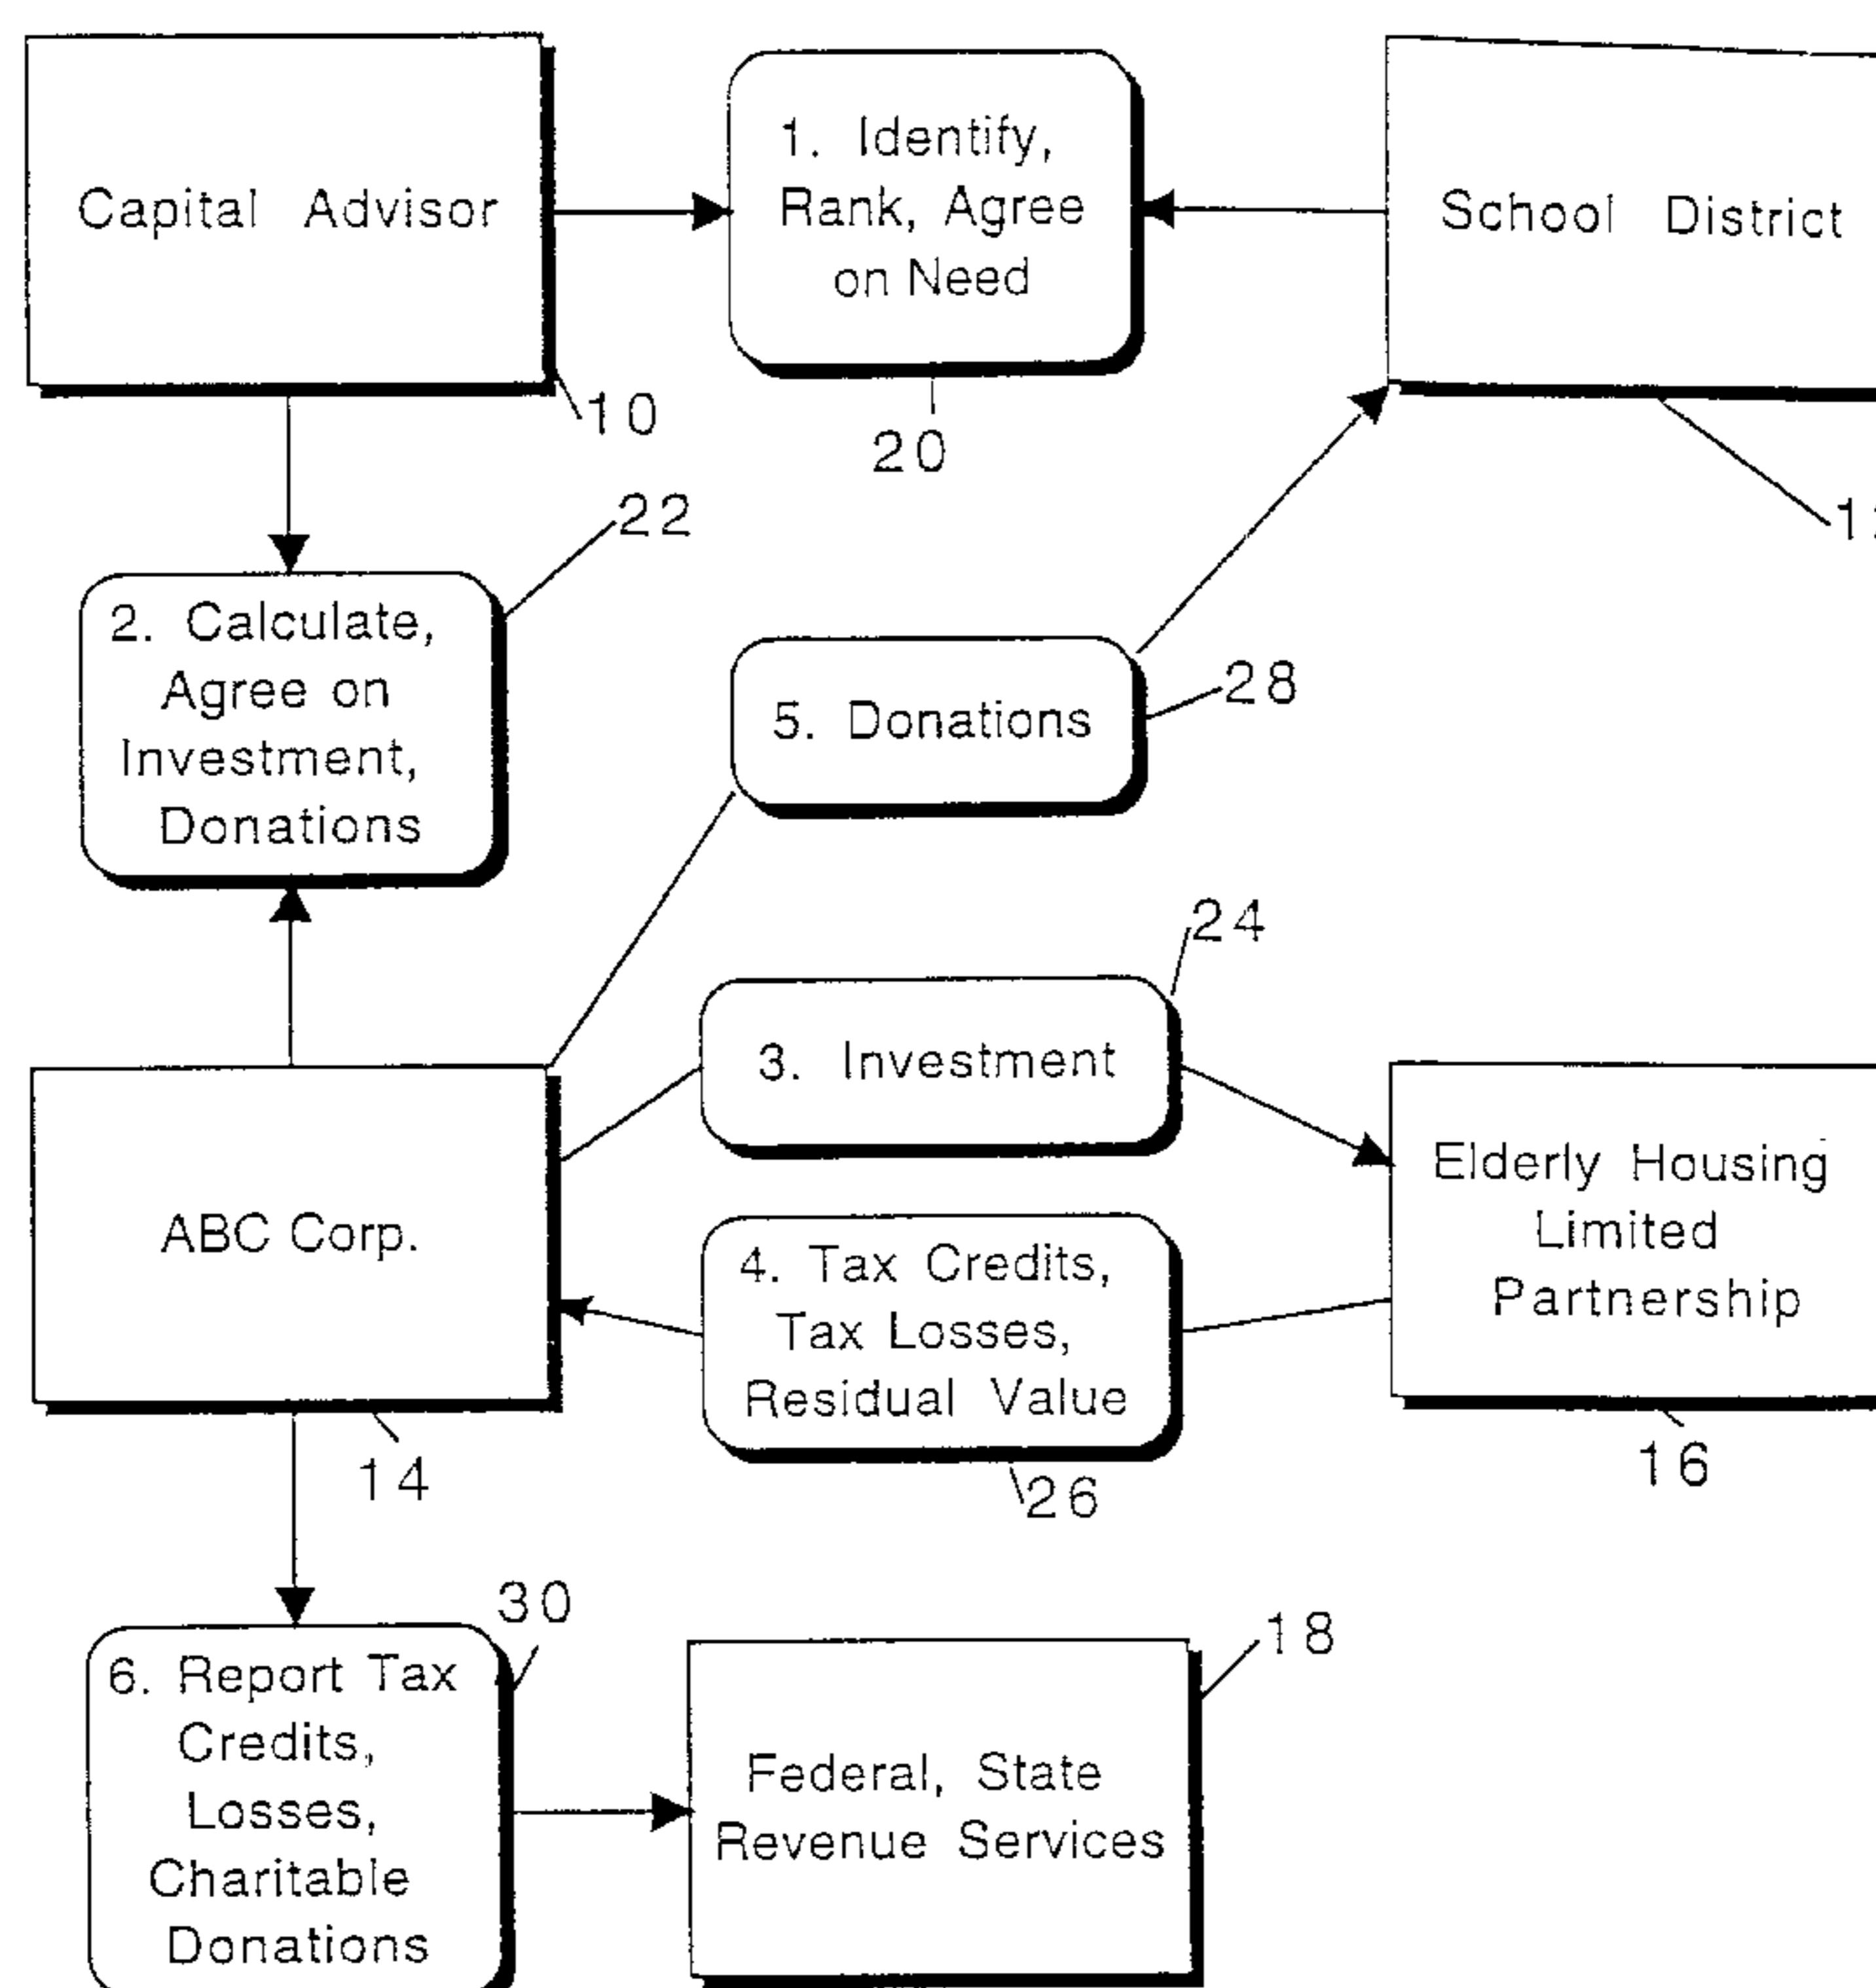 Capital Advisor
1. Identify,
Rank, Agree
on Need
School District
10
20
22
2. Calculate,
Agree on
Investment,
Donations
5. Donations
28
24
3. Investment
ABC Corp.
4. Tax Credits,
Tax Losses,
Residual Value
Elderly Housing
Limited
Partnership
14
26
16
30
18
6. Report Tax
Credits,
Losses,
Charitable
Donations
Federal, State
Revenue Services